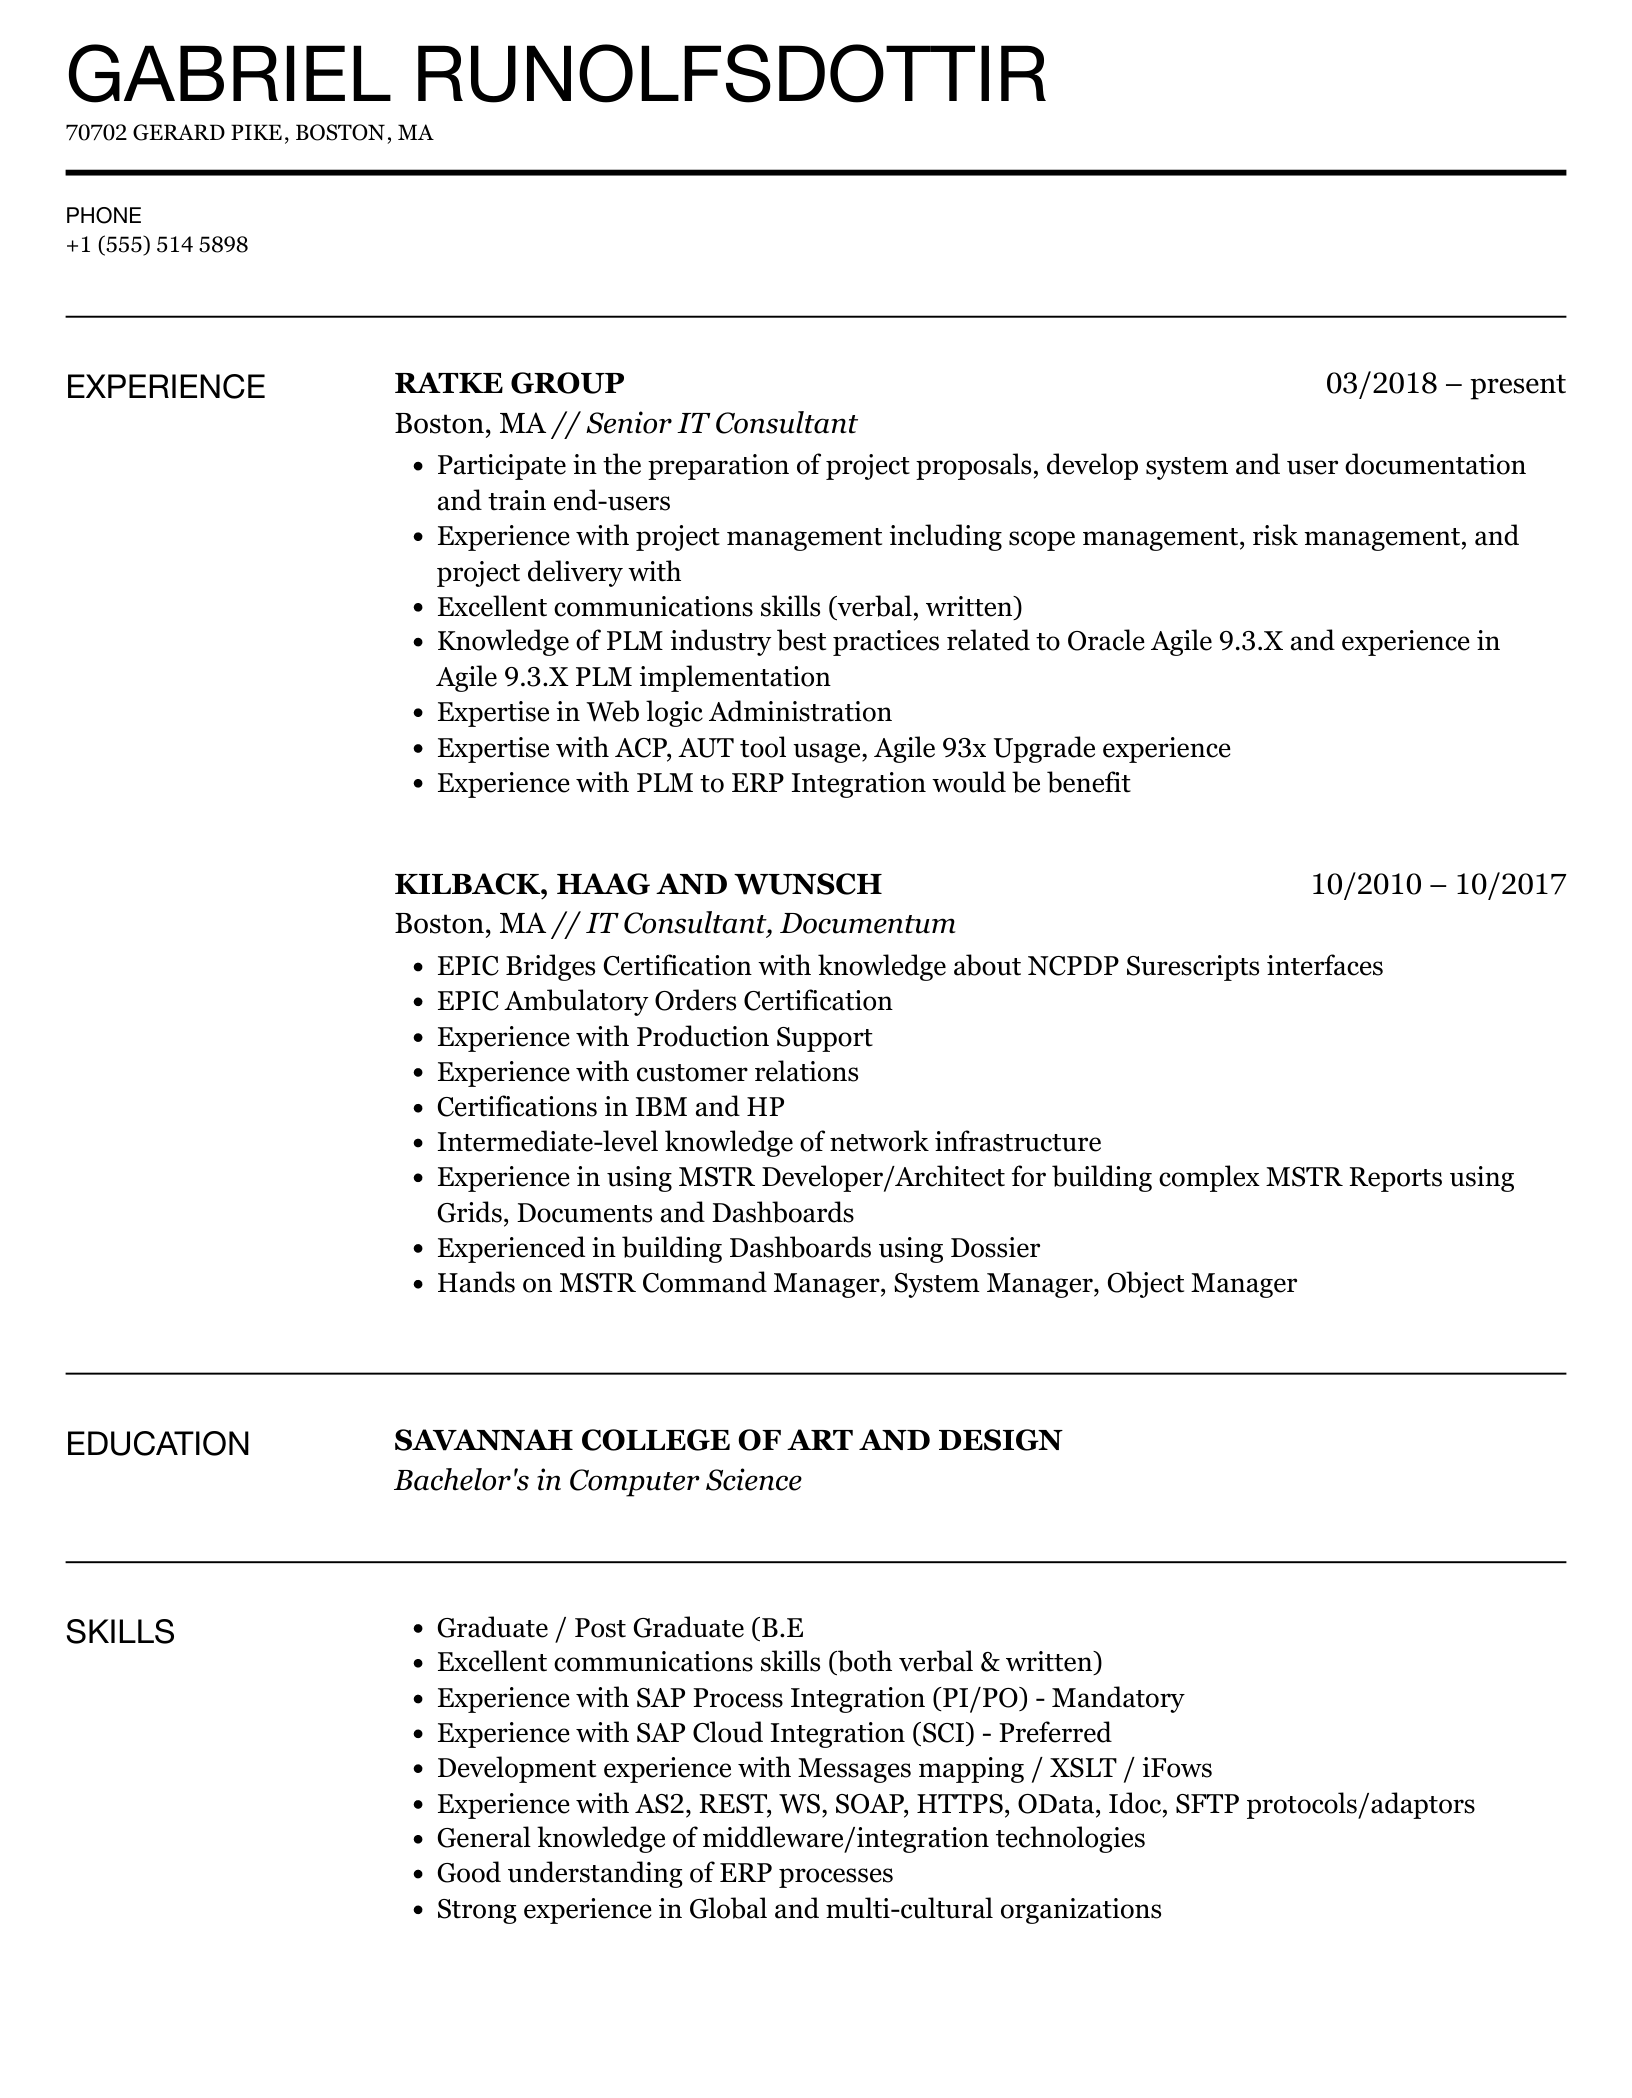 GABRIEL RUNOLFSDOTTIR
70702 GERARD PIKE, BOSTON, MA
PHONE
+1 (555) 514 5898
EXPERIENCE
RATKE GROUP 03/2018 – present
Boston, MA // Senior IT Consultant
• Participate in the preparation of project proposals, develop system and user documentation
and train end-users
• Experience with project management including scope management, risk management, and
project delivery with
• Excellent communications skills (verbal, written)
• Knowledge of PLM industry best practices related to Oracle Agile 9.3.X and experience in
Agile 9.3.X PLM implementation
• Expertise in Web logic Administration
• Expertise with ACP, AUT tool usage, Agile 93x Upgrade experience
• Experience with PLM to ERP Integration would be benefit
KILBACK, HAAG AND WUNSCH 10/2010 – 10/2017
Boston, MA // IT Consultant, Documentum
• EPIC Bridges Certification with knowledge about NCPDP Surescripts interfaces
• EPIC Ambulatory Orders Certification
• Experience with Production Support
• Experience with customer relations
• Certifications in IBM and HP
• Intermediate-level knowledge of network infrastructure
• Experience in using MSTR Developer/Architect for building complex MSTR Reports using
Grids, Documents and Dashboards
• Experienced in building Dashboards using Dossier
• Hands on MSTR Command Manager, System Manager, Object Manager
EDUCATION
SAVANNAH COLLEGE OF ART AND DESIGN
Bachelor's in Computer Science
SKILLS
• Graduate / Post Graduate (B.E
• Excellent communications skills (both verbal & written)
• Experience with SAP Process Integration (PI/PO) - Mandatory
• Experience with SAP Cloud Integration (SCI) - Preferred
• Development experience with Messages mapping / XSLT / iFows
• Experience with AS2, REST, WS, SOAP, HTTPS, OData, Idoc, SFTP protocols/adaptors
• General knowledge of middleware/integration technologies
• Good understanding of ERP processes
• Strong experience in Global and multi-cultural organizations